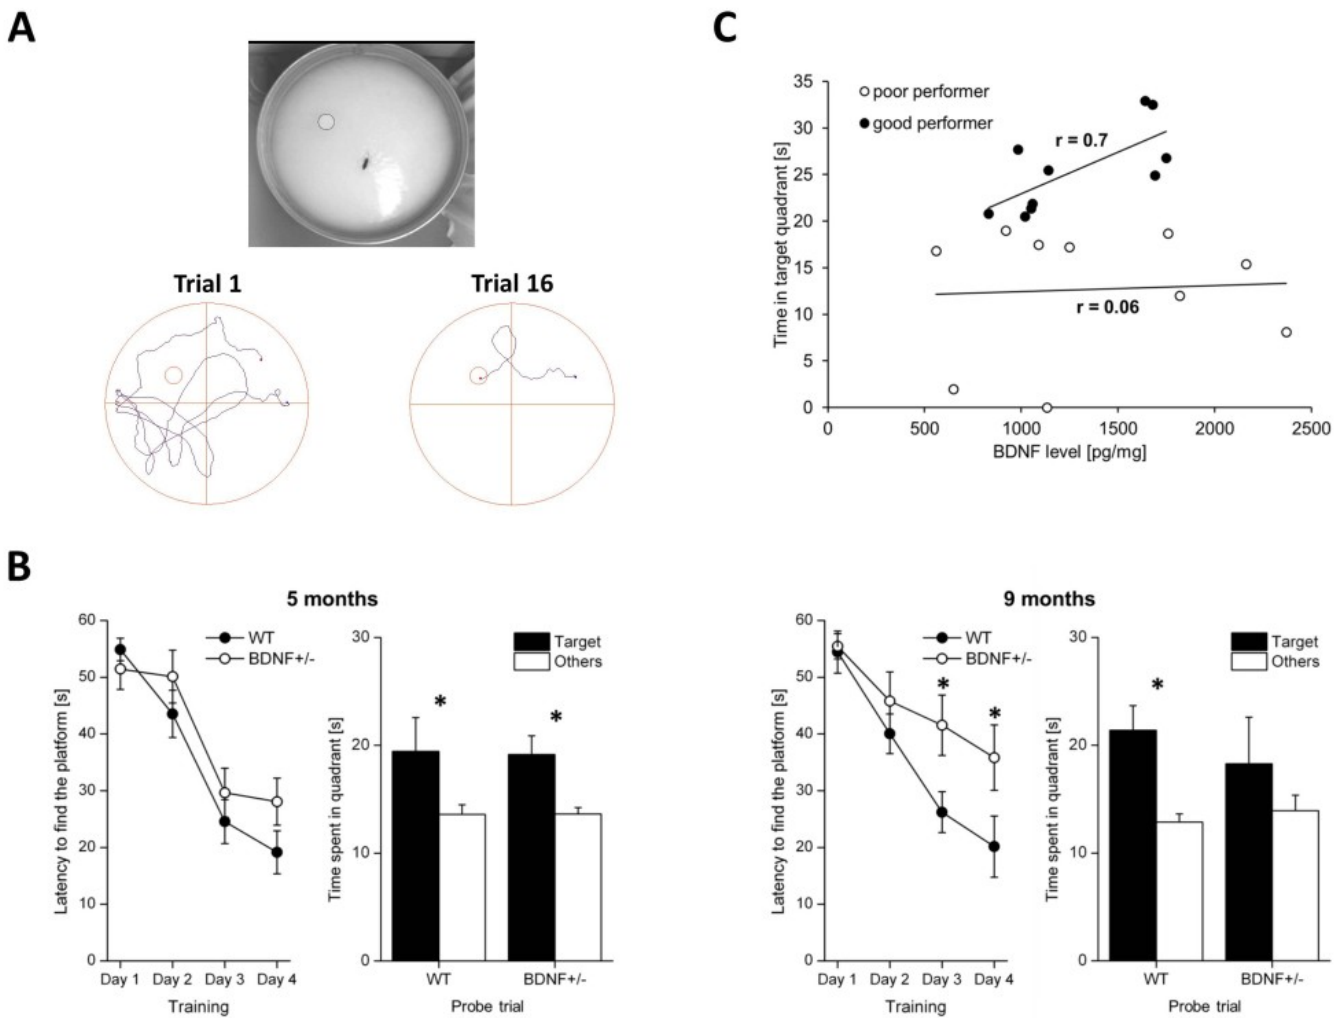 A
Trial 1
Trial 16
C
35
30
25
20
15
10
5
0
Time in target quadrant [s]
poor performer
good performer
r = 0.7
r = 0.06
0 500 1000 1500 2000 2500
BDNF level [pg/mg]
B
5 months
60
50
40
30
20
10
0
Latency to find the platform [s]
WT
BDNF+/-
Day 1 Day 2 Day 3 Day 4
Training
30
20
10
0
Time spent in quadrant [s]
Target
Others
*
*
WT BDNF+/-
Probe trial
9 months
60
50
40
30
20
10
0
Latency to find the platform [s]
WT
BDNF+/-
*
*
Day 1 Day 2 Day 3 Day 4
Training
30
20
10
0
Time spent in quadrant [s]
Target
Others
*
WT BDNF+/-
Probe trial